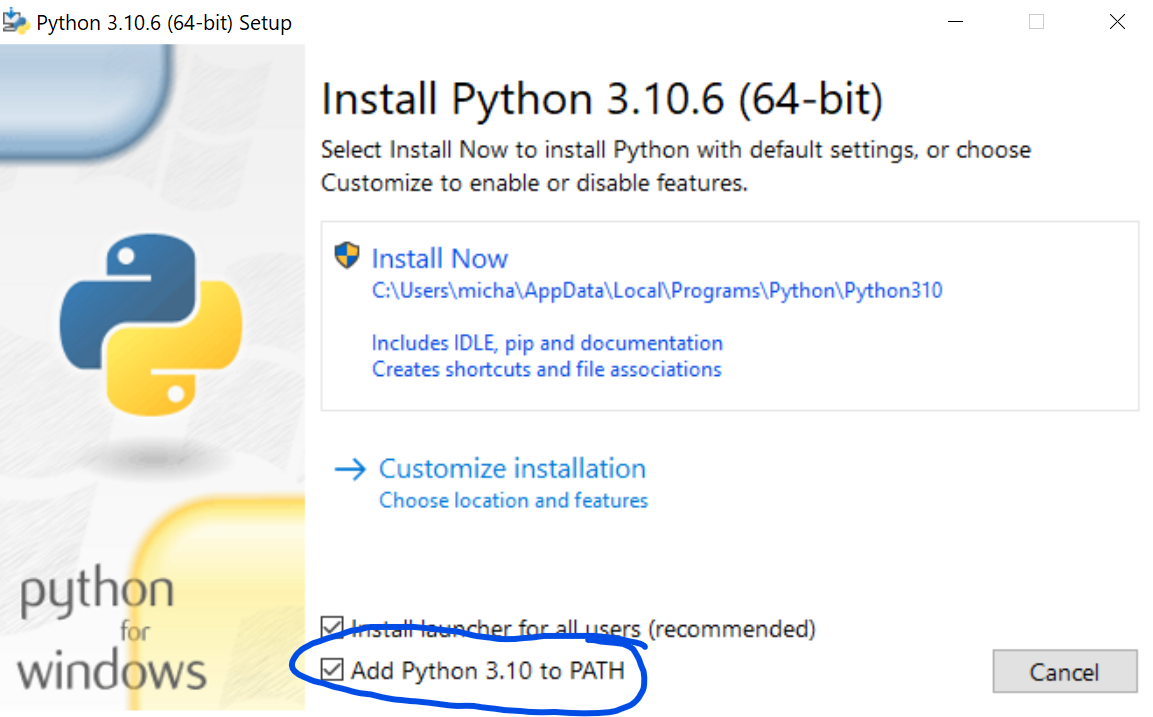 Python 3.10.6 (64-bit) Setup
Install Python 3.10.6 (64-bit)
Select Install Now to install Python with default settings, or choose
Customize to enable or disable features.
Install Now
C:\Users\micha\AppData\Local\Programs\Python\Python310
Includes IDLE, pip and documentation
Creates shortcuts and file associations
Customize installation
Choose location and features
python
for
windows
Install launcher for all users (recommended)
Add Python 3.10 to PATH
Cancel